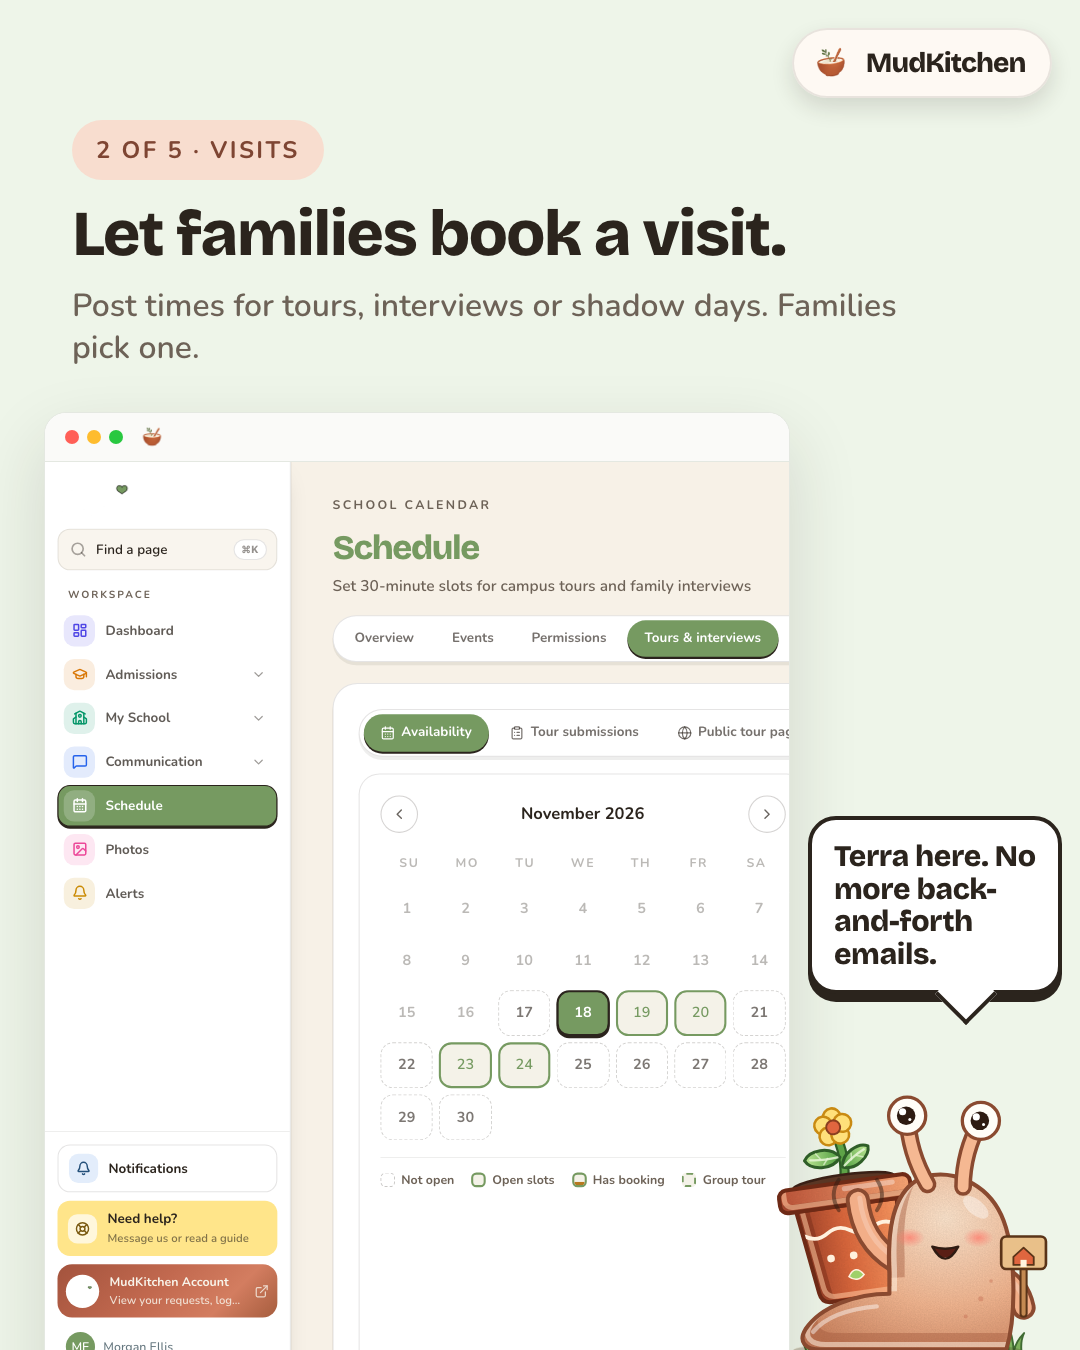 MudKitchen
2 OF 5 · VISITS
Let families book a visit.
Post times for tours, interviews or shadow days. Families
pick one.
Find a page
⌘K
WORKSPACE
Dashboard
Admissions
My School
Communication
Schedule
Photos
Alerts
Notifications
Need help?
Message us or read a guide
MudKitchen Account
View your requests, log...
ME
Morgan Ellis
SCHOOL CALENDAR
Schedule
Set 30-minute slots for campus tours and family interviews
Overview Events Permissions Tours & interviews
Availability Tour submissions Public tour pag
November 2026
SU MO TU WE TH FR SA
1 2 3 4 5 6 7
8 9 10 11 12 13 14
15 16 17 18 19 20 21
22 23 24 25 26 27 28
29 30
Not open Open slots Has booking Group tour
Terra here. No
more back-
and-forth
emails.